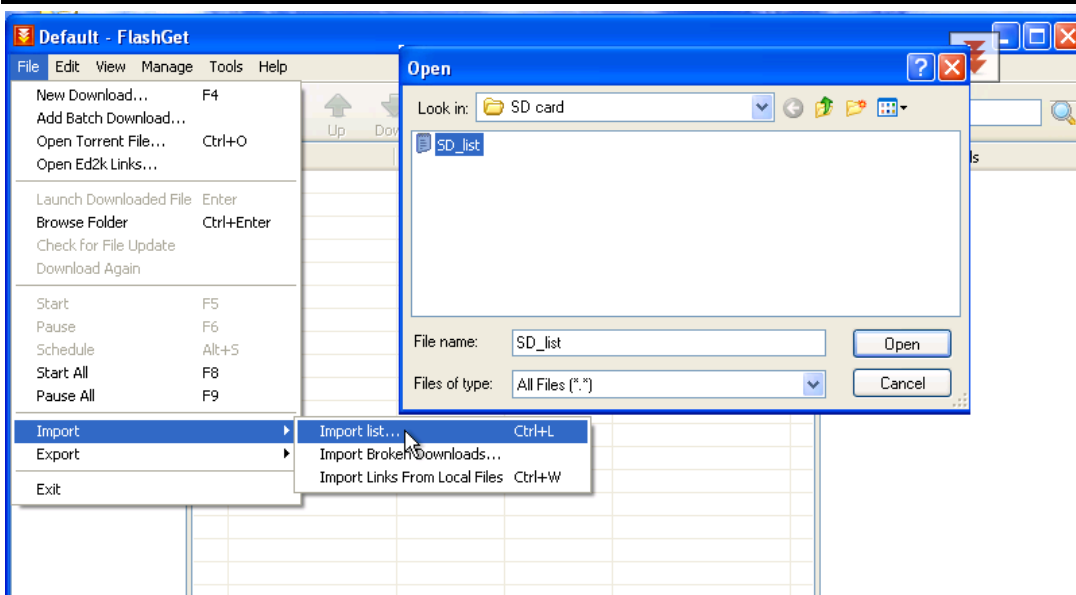 Default - FlashGet
File Edit View Manage Tools Help
New Download... F4
Add Batch Download...
Open Torrent File... Ctrl+O
Open Ed2k Links...
Launch Downloaded File Enter
Browse Folder Ctrl+Enter
Check for File Update
Download Again
Start F5
Pause F6
Schedule Alt+S
Start All F8
Pause All F9
Import
Export
Exit
Import list... Ctrl+L
Import Broken Downloads...
Import Links From Local Files Ctrl+W
Up
Open
Look in: SD card
SD_list
File name: SD_list
Open
Files of type: All Files (*.*)
Cancel